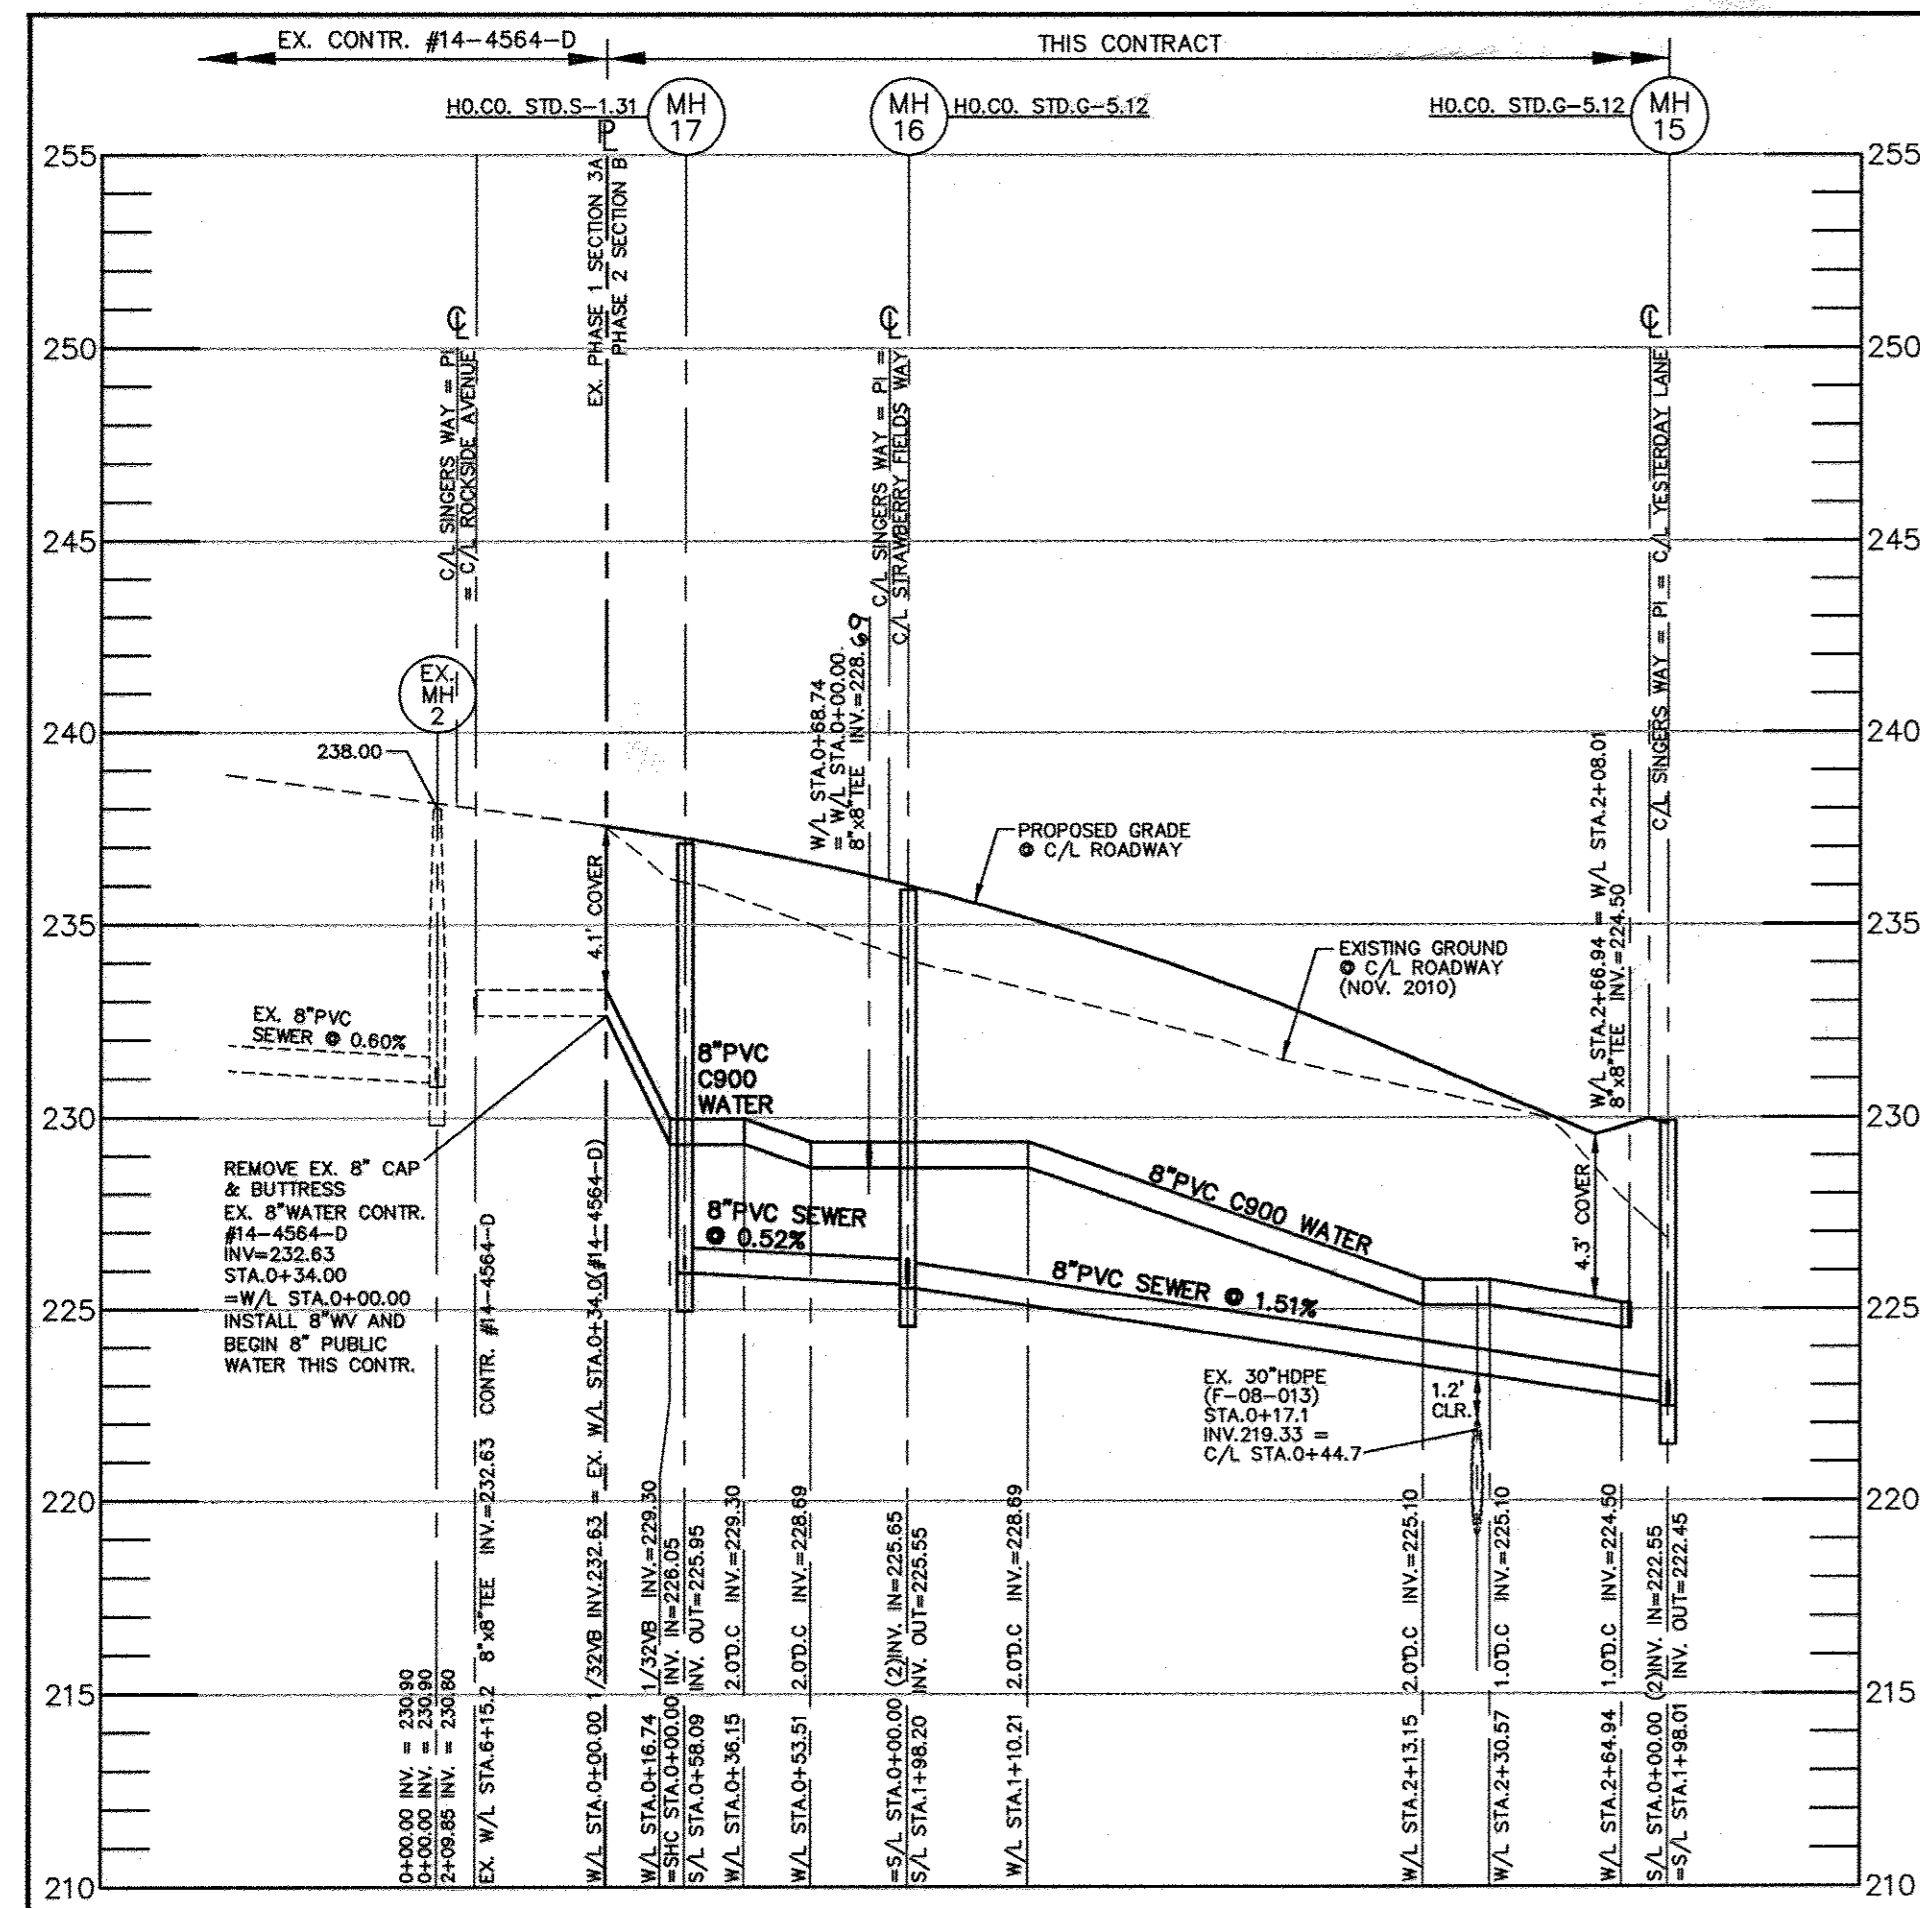 EX. CONTR. #14-4564-D
THIS CONTRACT
HO.CO. STD.S-1.31
MH
17
MH
16
HO.CO. STD.G-5.12
HO.CO. STD.G-5.12
MH
15
255
250
245
240
235
230
225
220
215
210
255
250
245
240
235
230
225
220
215
210
C/L SINGERS WAY = PI
= C/L ROCKSIDE AVENUE
EX. PHASE 1 SECTION 3A
PHASE 2 SECTION B
C/L SINGERS WAY = PI =
C/L STRAWBERRY FIELDS WAY
C/L SINGERS WAY = PI = C/L YESTERDAY LANE
EX.
MH
2
238.00
W/L STA.0+68.74
= W/L STA.0+00.00
8"x8"TEE INV.=228.69
PROPOSED GRADE
@ C/L ROADWAY
EXISTING GROUND
@ C/L ROADWAY
(NOV. 2010)
W/L STA.2+66.94 = W/L STA.2+08.01
8"x8"TEE INV.=224.50
4.1' COVER
EX. 8"PVC
SEWER @ 0.60%
8"PVC
C900
WATER
REMOVE EX. 8" CAP
& BUTTRESS
EX. 8"WATER CONTR.
#14-4564-D
INV=232.63
STA.0+34.00
=W/L STA.0+00.00
INSTALL 8"WV AND
BEGIN 8" PUBLIC
WATER THIS CONTR.
8"PVC SEWER
@ 0.52%
8"PVC C900 WATER
8"PVC SEWER @ 1.51%
4.3' COVER
EX. 30"HDPE
(F-08-013)
STA.0+17.1
INV.219.33 =
C/L STA.0+44.7
1.2'
CLR.
0+00.00 INV. = 230.90
0+00.00 INV. = 230.90
2+09.85 INV. = 230.80
EX. W/L STA.6+15.2 8"x8"TEE INV.=232.63 CONTR. #14-4564-D
W/L STA.0+00.00 1/32VB INV.232.63 = EX. W/L STA.0+34.0(#14-4564-D)
W/L STA.0+16.74 1/32VB INV.=229.30
=SHC STA.0+00.00 INV. IN=226.05
S/L STA.0+58.09 INV. OUT=225.95
W/L STA.0+36.15 2.0°D.C INV.=229.30
W/L STA.0+53.51 2.0°D.C INV.=228.69
=S/L STA.0+00.00 (2)INV. IN=225.65
S/L STA.1+98.20 INV. OUT=225.55
W/L STA.1+10.21 2.0°D.C INV.=228.69
W/L STA.2+13.15 2.0°D.C INV.=225.10
W/L STA.2+30.57 1.0°D.C INV.=225.10
W/L STA.2+64.94 1.0°D.C INV.=224.50
S/L STA.0+00.00 (2)INV. IN=222.55
=S/L STA.1+98.01 INV. OUT=222.45